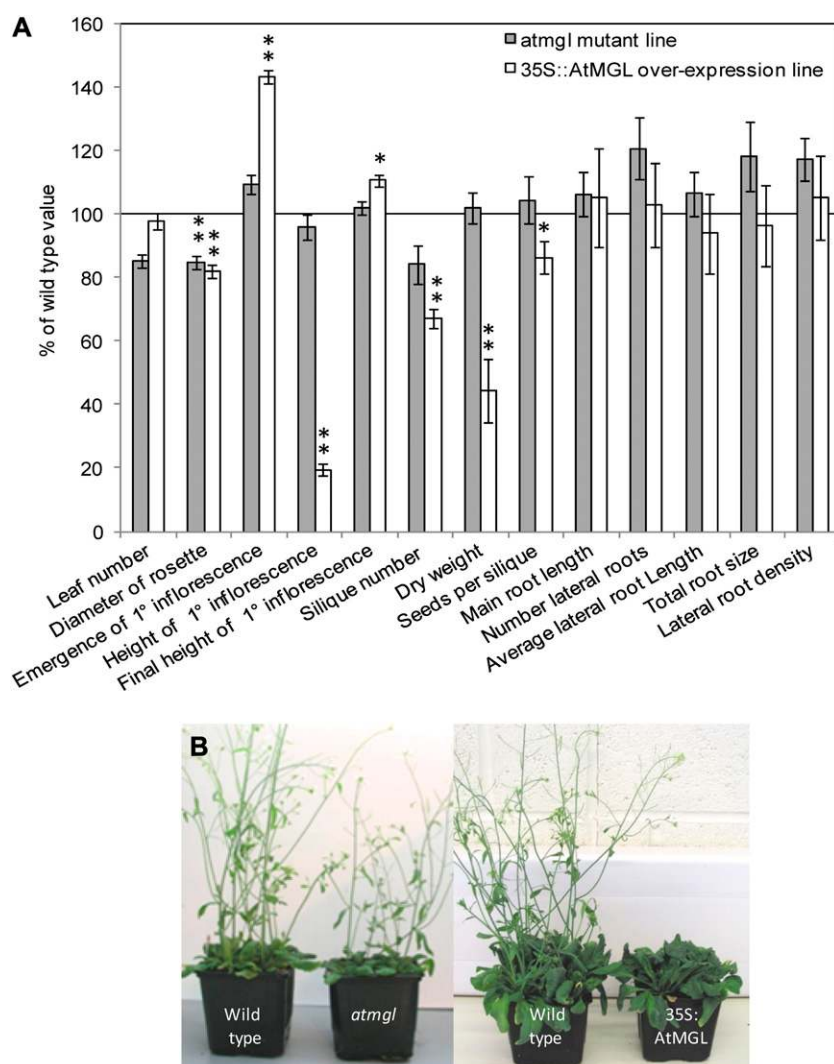 A
160
140
120
100
80
60
40
20
0
% of wild type value
atmgl mutant line
35S::AtMGL over-expression line
**
**
**
**
*
**
**
*
Leaf number
Diameter of rosette
Emergence of 1° inflorescence
Height of 1° inflorescence
Final height of 1° inflorescence
Silique number
Dry weight
Seeds per silique
Main root length
Number lateral roots
Average lateral root Length
Total root size
Lateral root density
B
Wild
type
atmgl
Wild
type
35S:
AtMGL